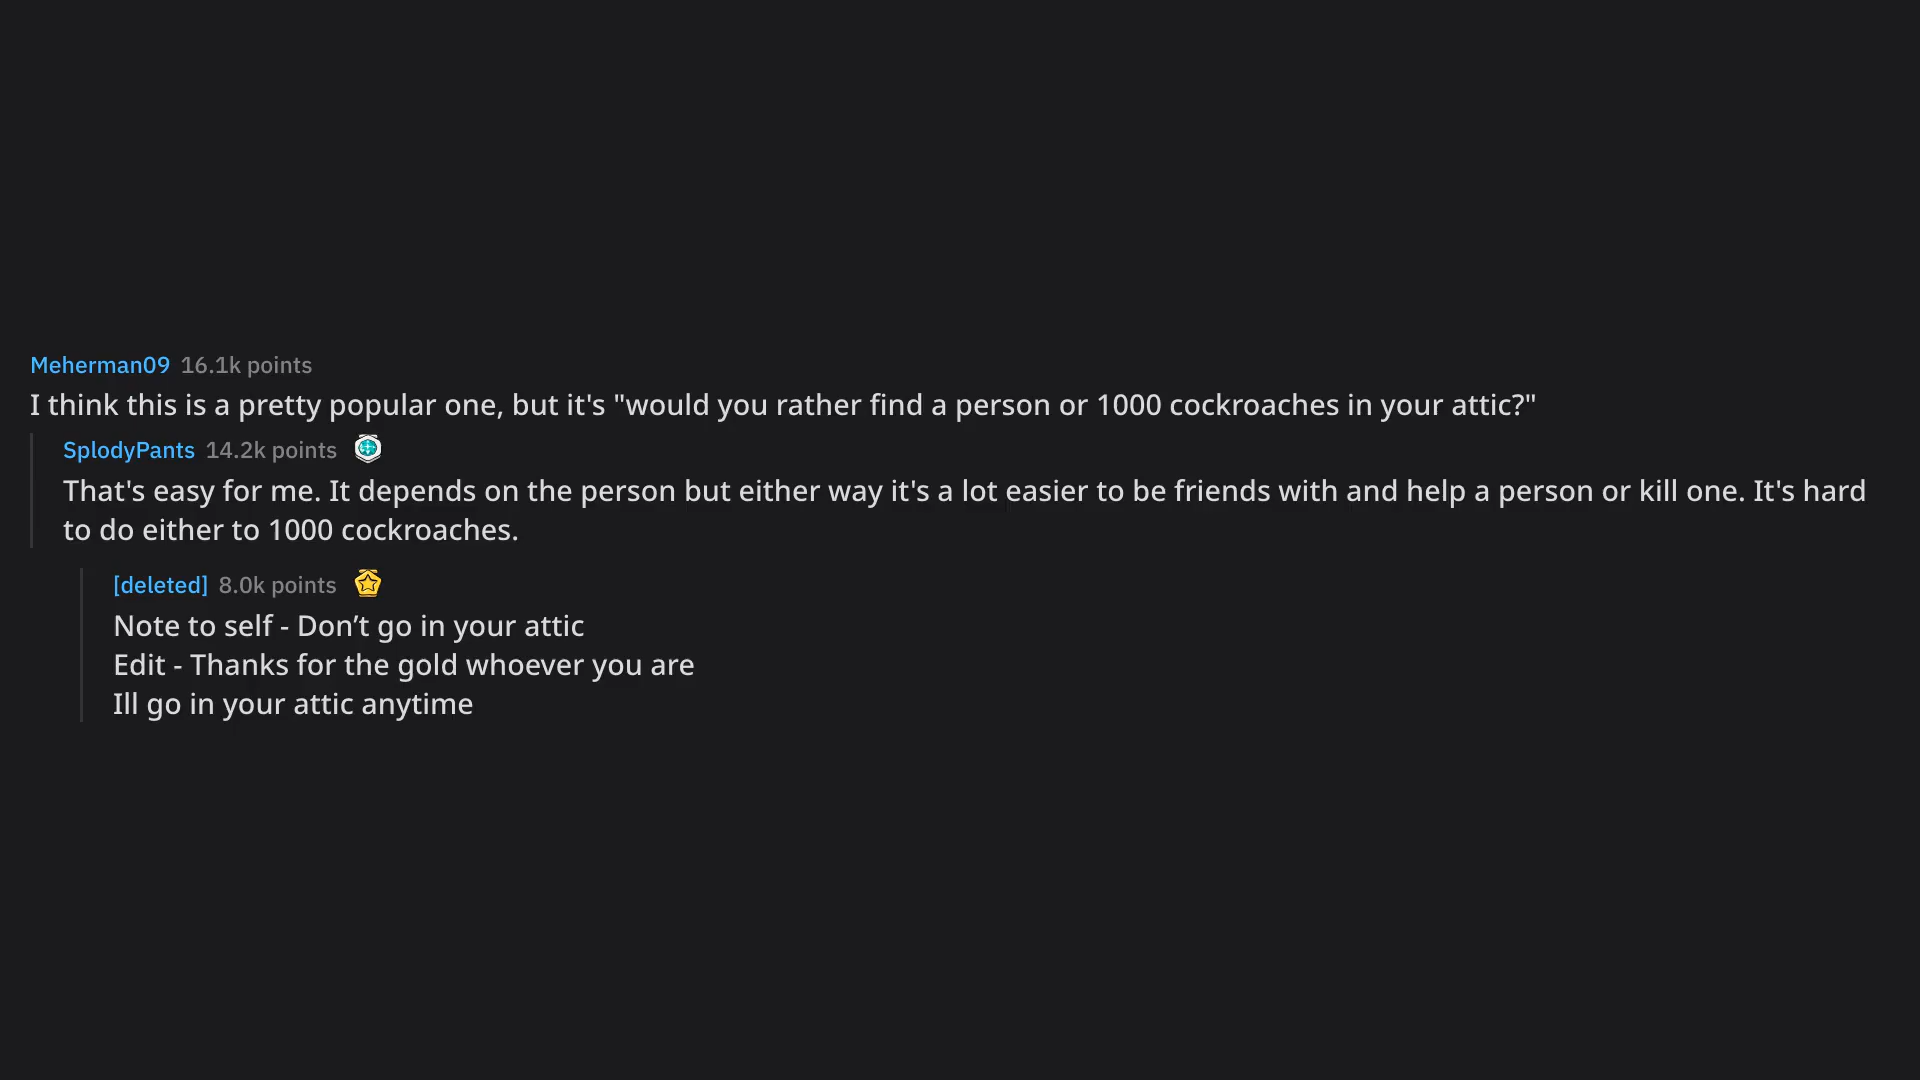 Meherman09 16.1k points
I think this is a pretty popular one, but it's "would you rather find a person or 1000 cockroaches in your attic?"
SplodyPants 14.2k points
That's easy for me. It depends on the person but either way it's a lot easier to be friends with and help a person or kill one. It's hard
to do either to 1000 cockroaches.
[deleted] 8.0k points
Note to self - Don’t go in your attic
Edit - Thanks for the gold whoever you are
Ill go in your attic anytime